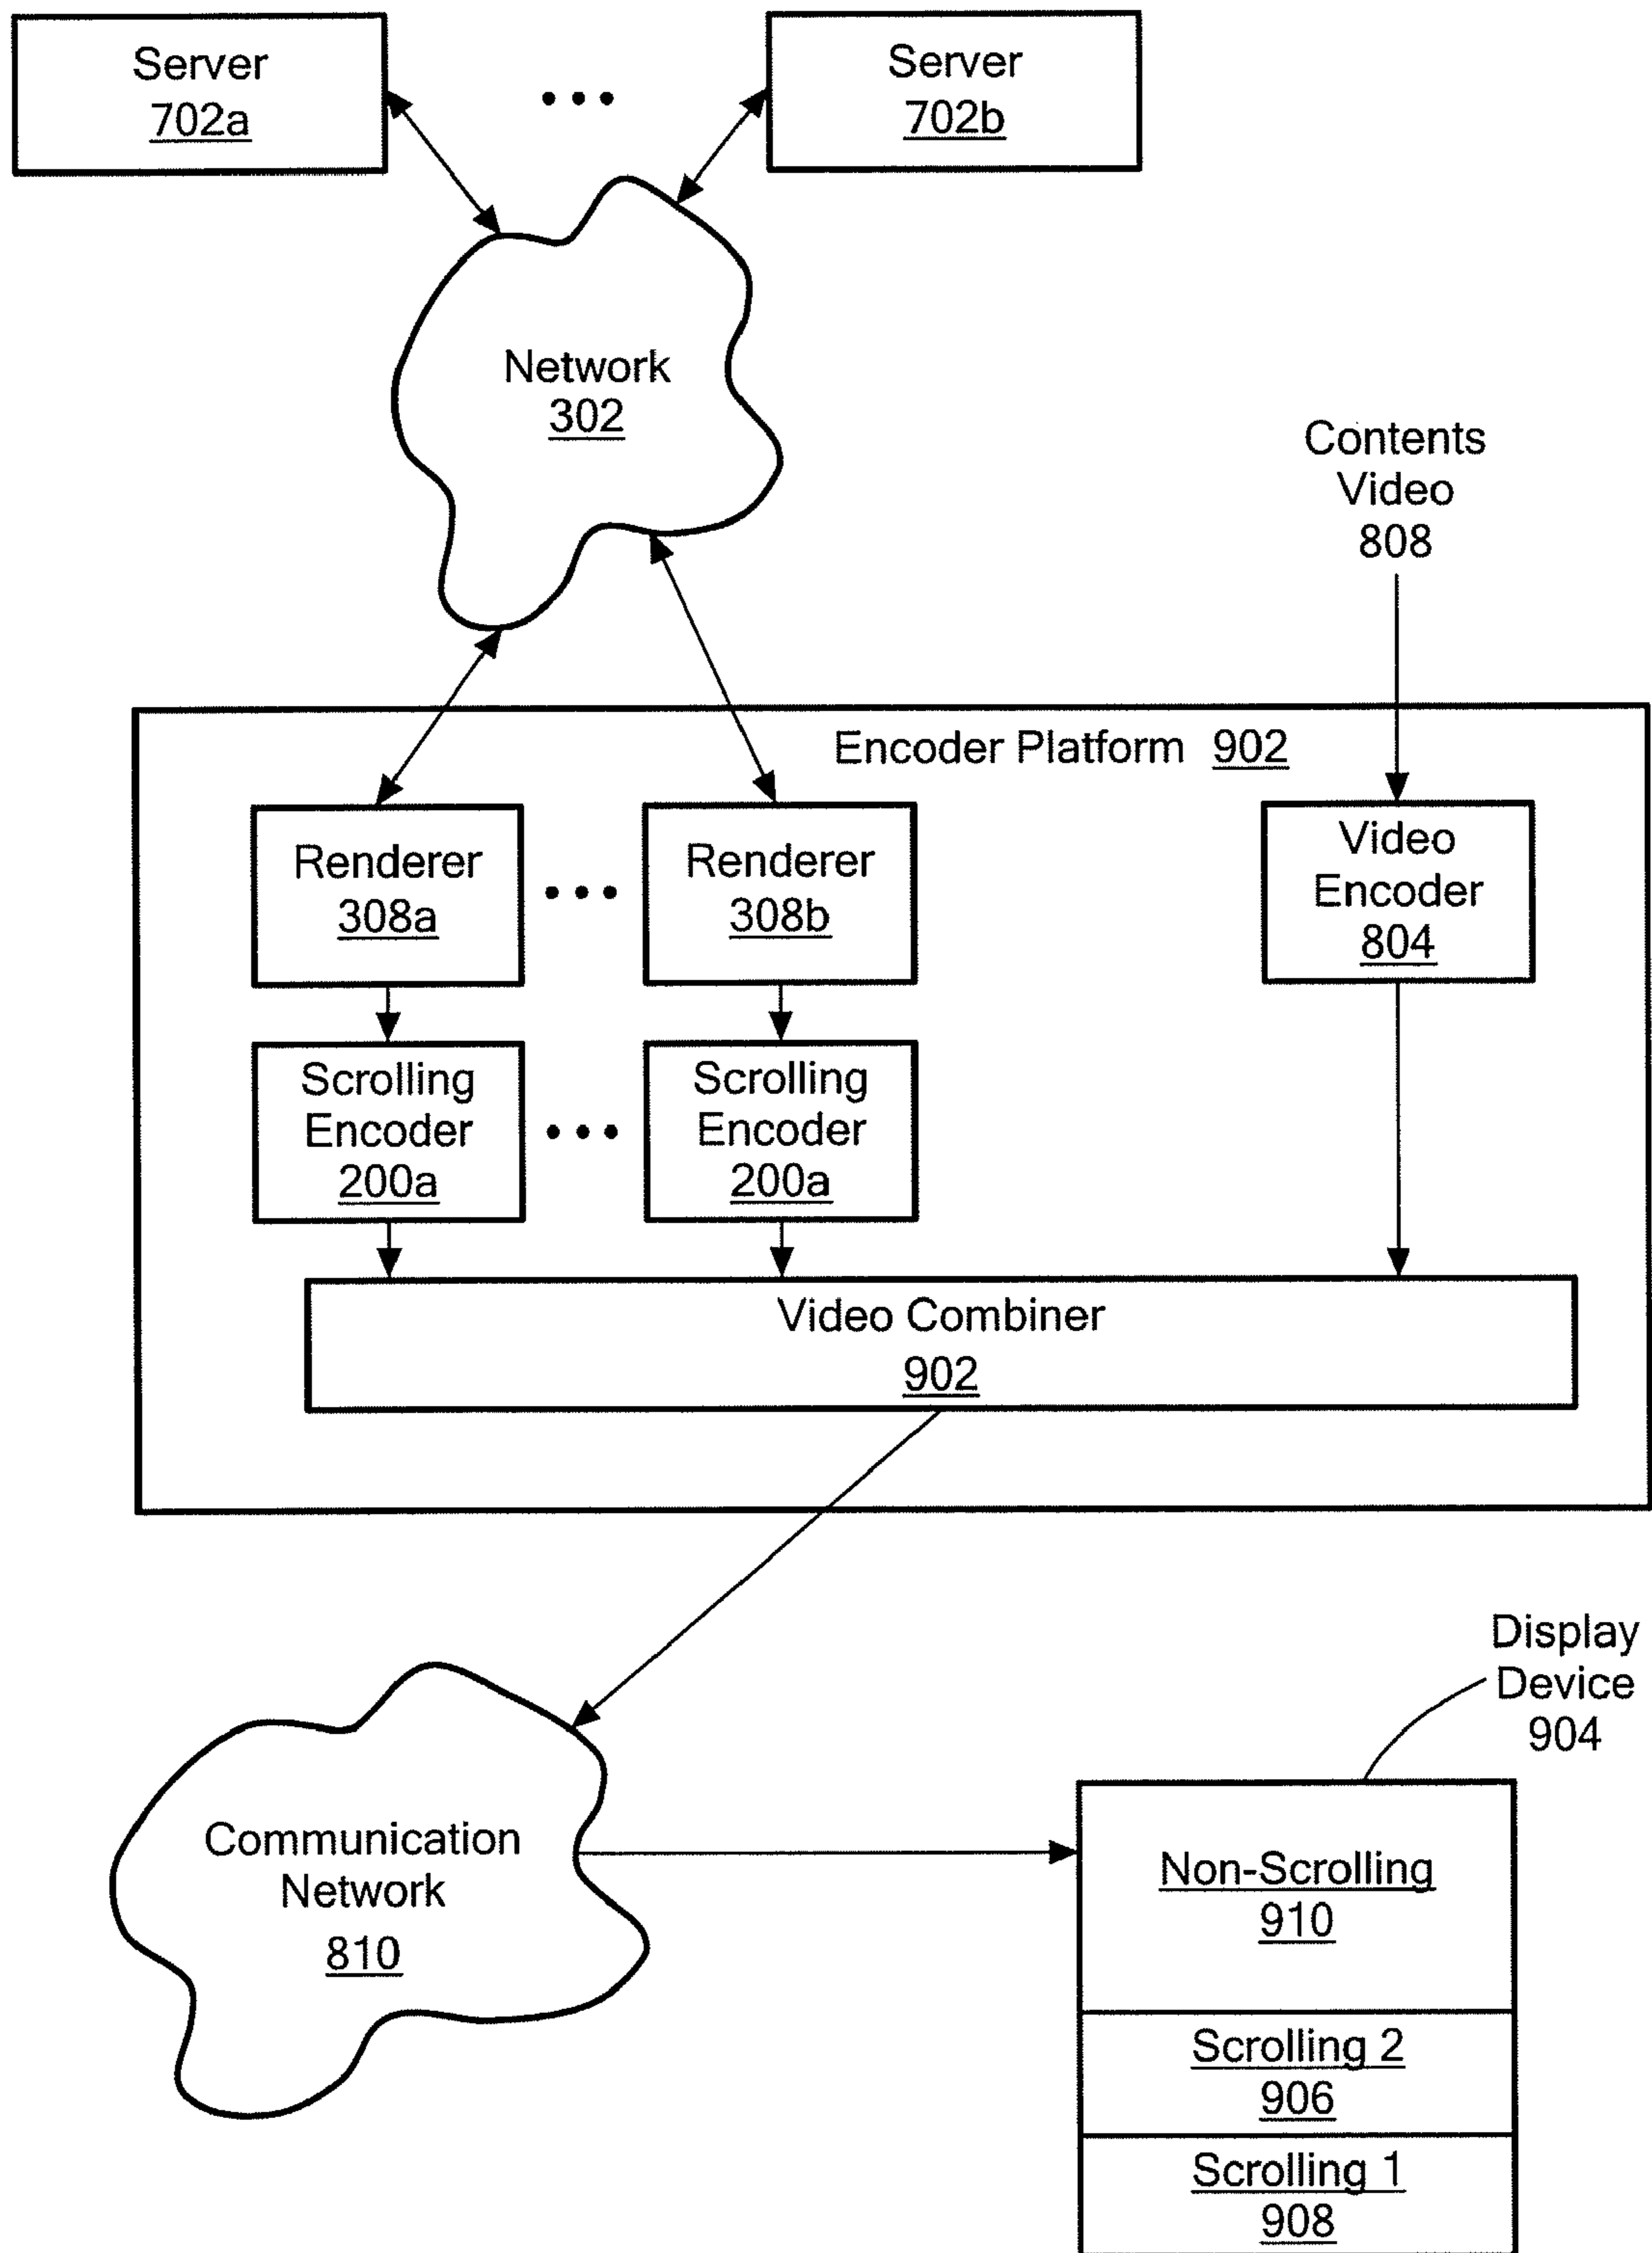 Server
702a
Server
702b
Network
302
Contents
Video
808
Encoder Platform 902
Renderer
308a
Renderer
308b
Video
Encoder
804
Scrolling
Encoder
200a
Scrolling
Encoder
200a
Video Combiner
902
Display
Device
904
Communication
Network
810
Non-Scrolling
910
Scrolling 2
906
Scrolling 1
908